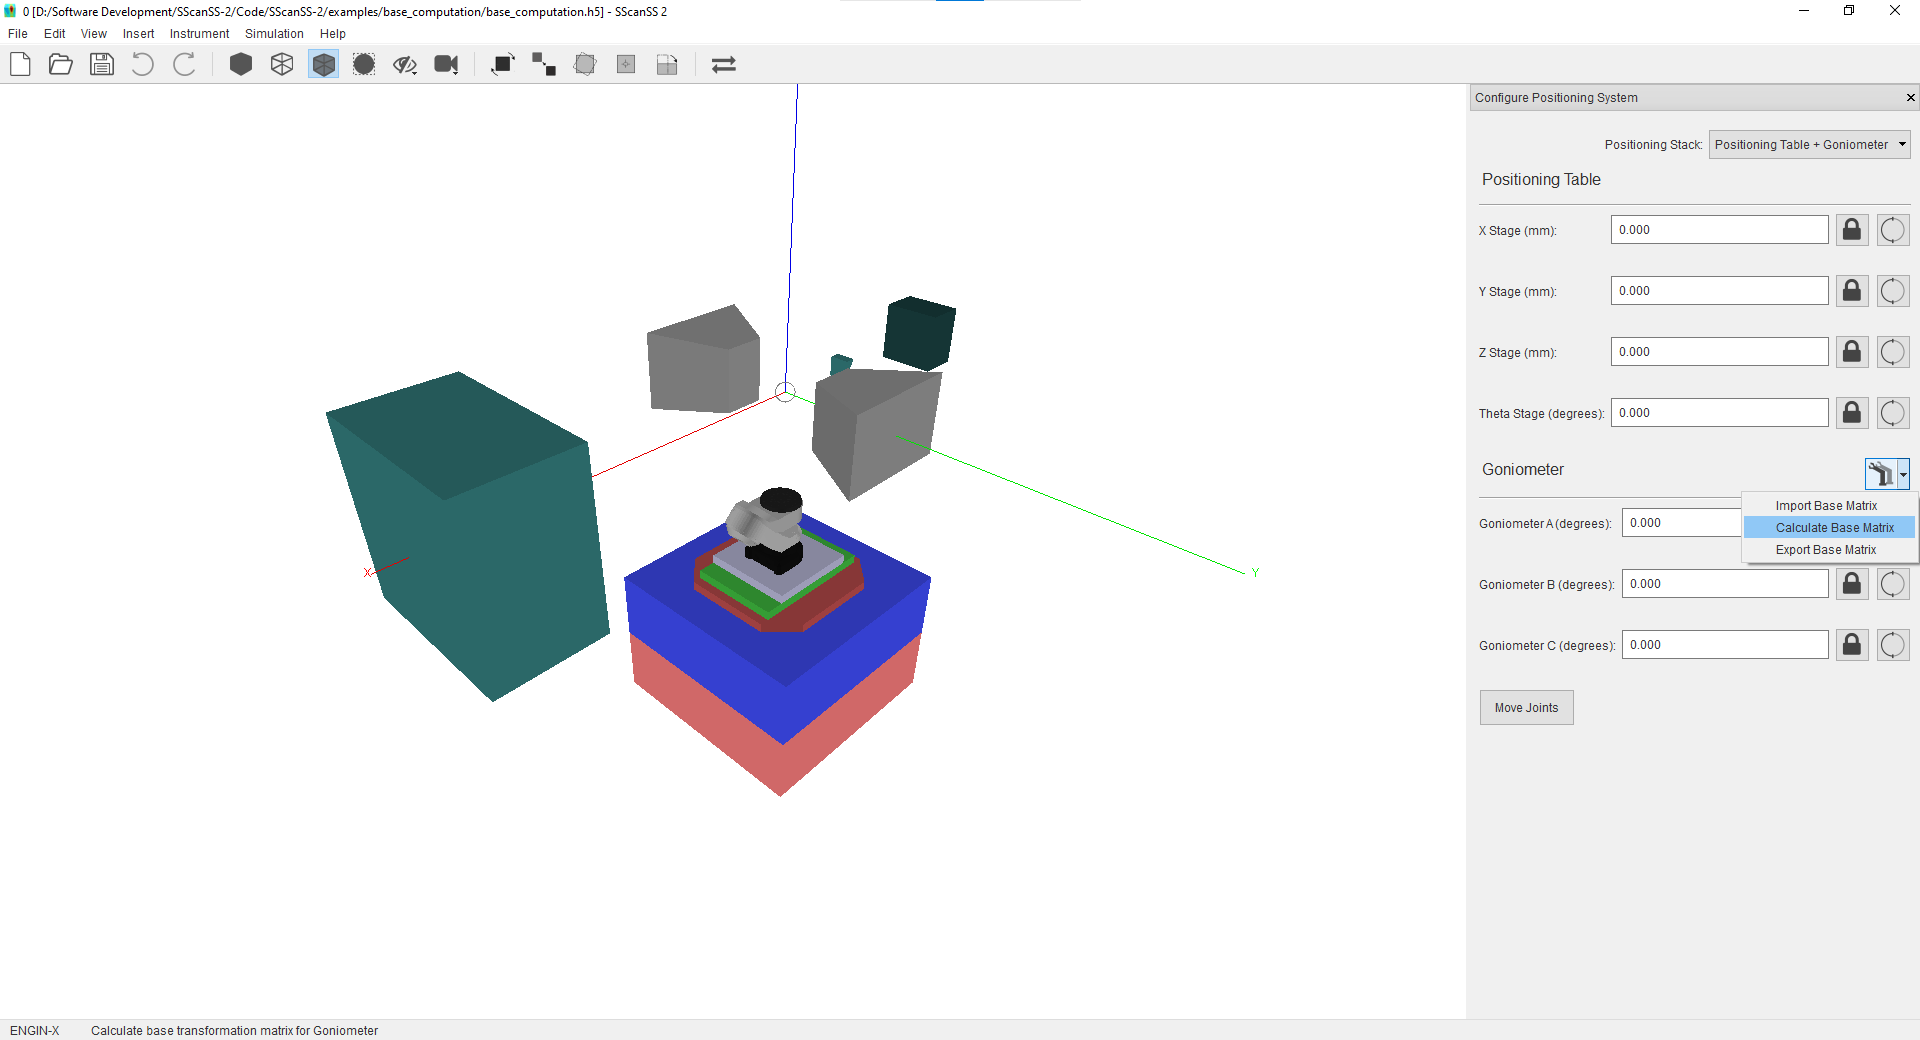 0 [D:/Software Development/SScanSS-2/Code/SScanSS-2/examples/base_computation/base_computation.h5] - SScanSS 2
File Edit View Insert Instrument Simulation Help
Configure Positioning System
Positioning Stack: Positioning Table + Goniometer
Positioning Table
X Stage (mm): 0.000
Y Stage (mm): 0.000
Z Stage (mm): 0.000
Theta Stage (degrees): 0.000
Goniometer
Import Base Matrix
Goniometer A (degrees): 0.000
Calculate Base Matrix
Export Base Matrix
Goniometer B (degrees): 0.000
Goniometer C (degrees): 0.000
Move Joints
X
Y
ENGIN-X Calculate base transformation matrix for Goniometer